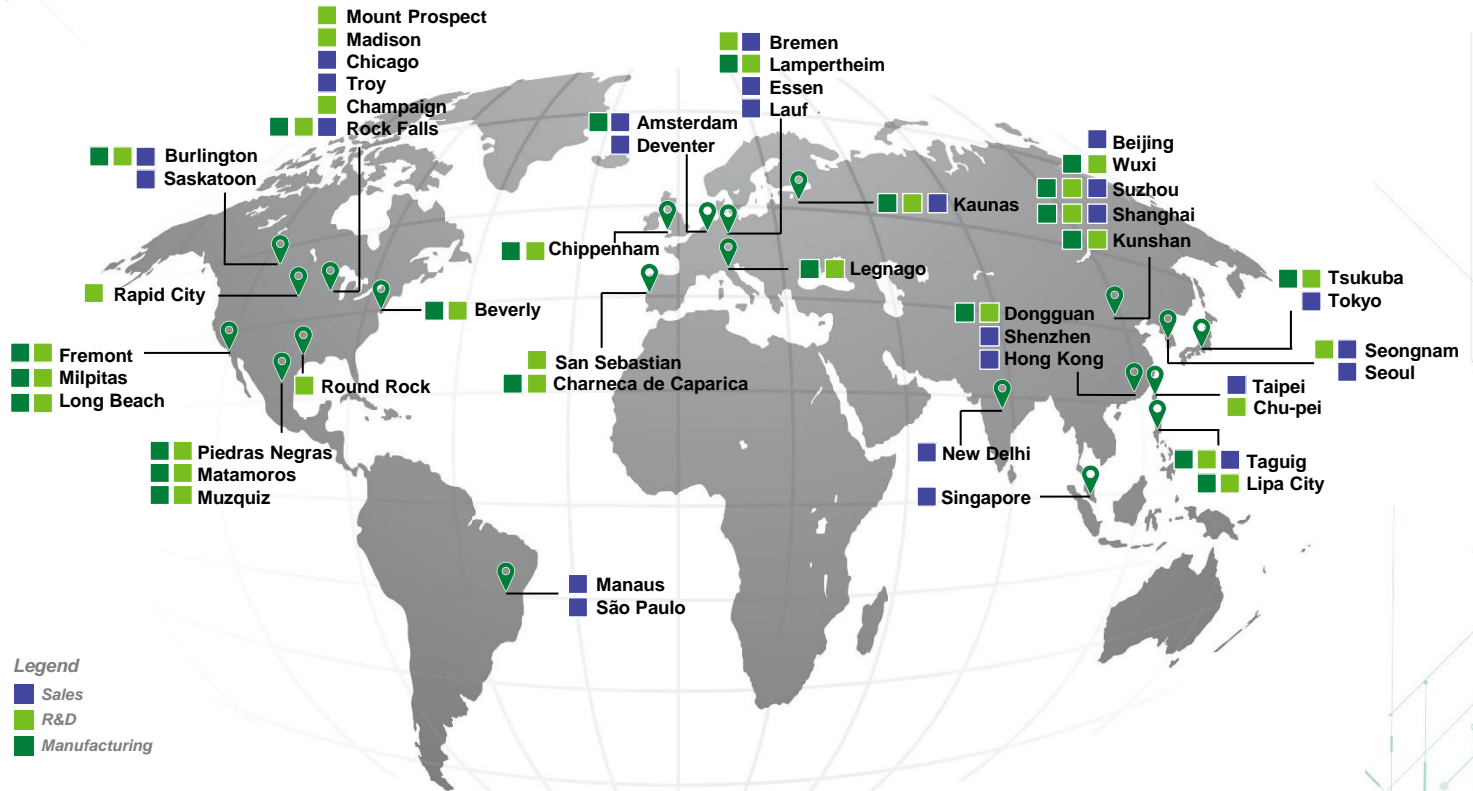 Mount Prospect
Madison
Chicago
Troy
Champaign
Rock Falls
Burlington
Saskatoon
Rapid City
Beverly
Fremont
Milpitas
Long Beach
Round Rock
Piedras Negras
Matamoros
Muzquiz
Manaus
São Paulo
Bremen
Lampertheim
Essen
Lauf
Amsterdam
Deventer
Kaunas
Chippenham
Legnago
San Sebastian
Charneca de Caparica
Beijing
Wuxi
Suzhou
Shanghai
Kunshan
Tsukuba
Tokyo
Dongguan
Shenzhen
Hong Kong
Seongnam
Seoul
Taipei
Chu-pei
New Delhi
Taguig
Lipa City
Singapore
Legend
Sales
R&D
Manufacturing